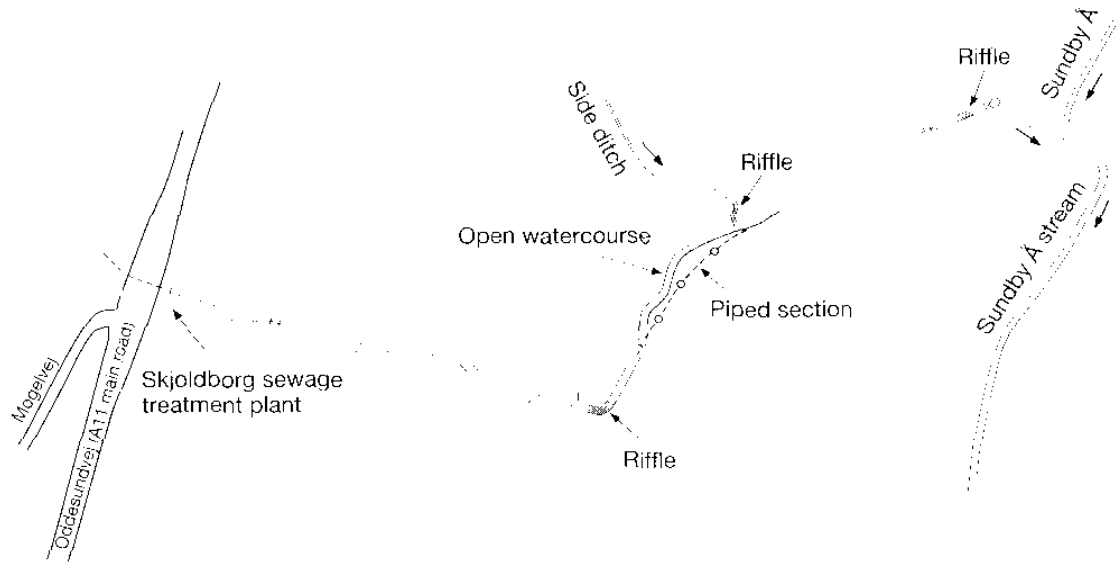 Sundby Å
Riffle
Side ditch
Riffle
Open watercourse
Piped section
Sundby Å stream
Mogelvej
Oddesundvej (A11 main road)
Skjoldborg sewage
treatment plant
Riffle